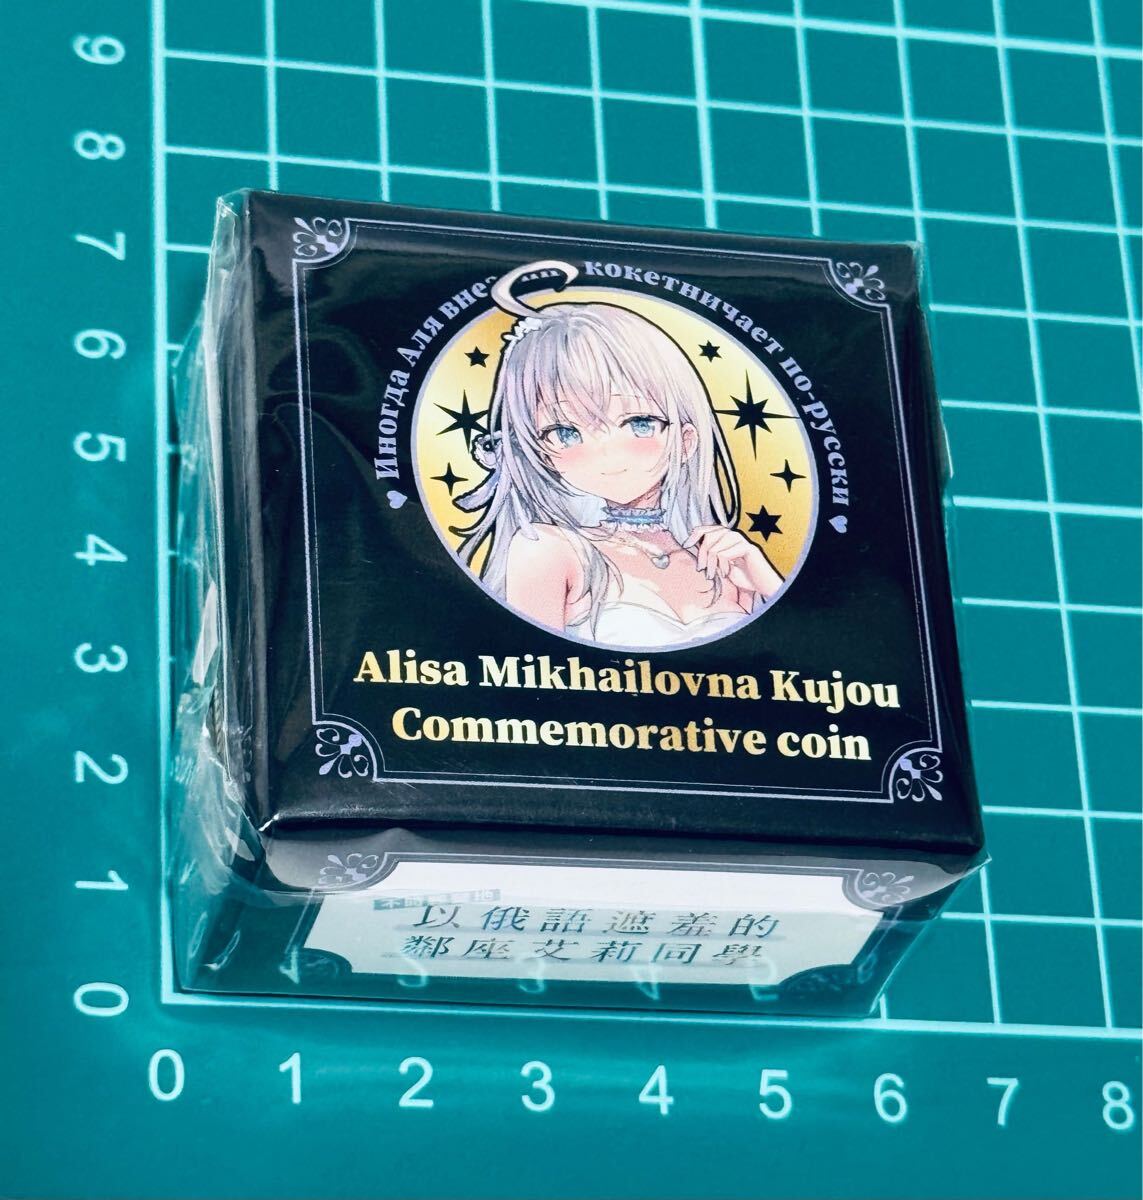 9
8
7
6
5
4
3
2
1
0
Иногда Аля кокетничает по-русски
Alisa Mikhailovna Kujou
Commemorative coin
以俄語遮羞的
鄰座艾莉同學
0 1 2 3 4 5 6 7 8